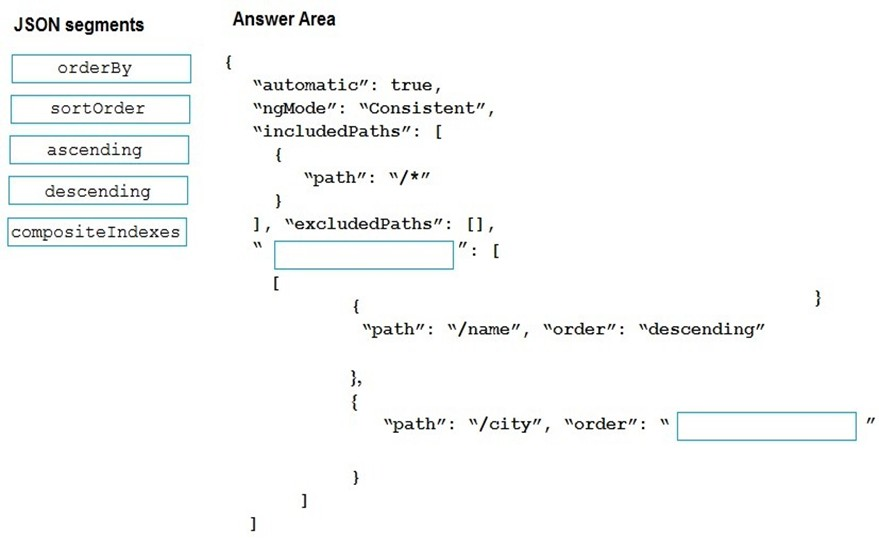 JSON segments
Answer Area
orderBy
sortOrder
ascending
descending
compositeIndexes
{
“automatic”: true,
“ngMode”: “Consistent”,
“includedPaths”: [
{
“path”: “/*”
}
], “excludedPaths”: [],
“ ”: [
[
}
{
“path”: “/name”, “order”: “descending”
},
{
“path”: “/city”, “order”: “ ”
}
]
]